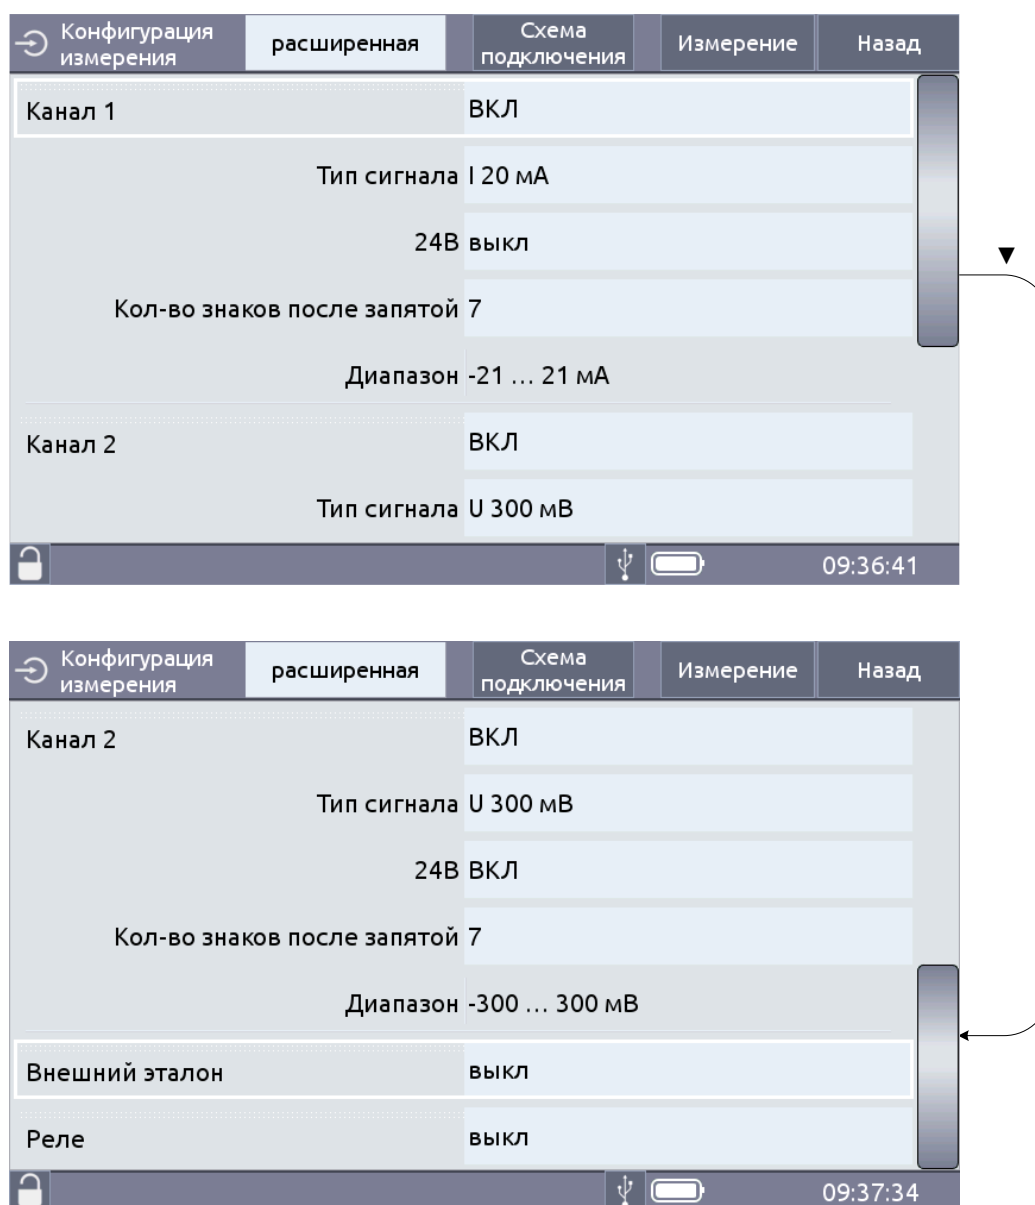 Конфигурация измерения
расширенная
Схема подключения
Измерение
Назад
Канал 1 ВКЛ
Тип сигнала I 20 мА
24В выкл
Кол-во знаков после запятой 7
Диапазон -21 ... 21 мА
Канал 2 ВКЛ
Тип сигнала U 300 мВ
09:36:41
Конфигурация измерения
расширенная
Схема подключения
Измерение
Назад
Канал 2 ВКЛ
Тип сигнала U 300 мВ
24В ВКЛ
Кол-во знаков после запятой 7
Диапазон -300 ... 300 мВ
Внешний эталон выкл
Реле выкл
09:37:34